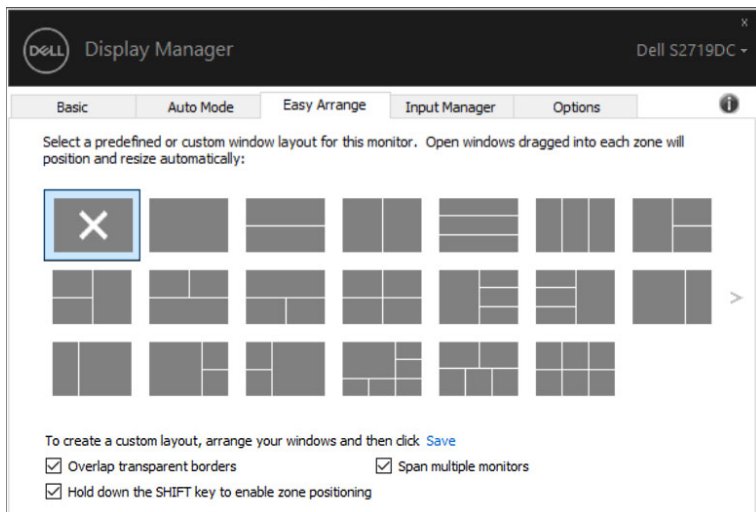 x
DELL Display Manager Dell S2719DC
Basic Auto Mode Easy Arrange Input Manager Options i
Select a predefined or custom window layout for this monitor. Open windows dragged into each zone will
position and resize automatically:
>
To create a custom layout, arrange your windows and then click Save
Overlap transparent borders Span multiple monitors
Hold down the SHIFT key to enable zone positioning